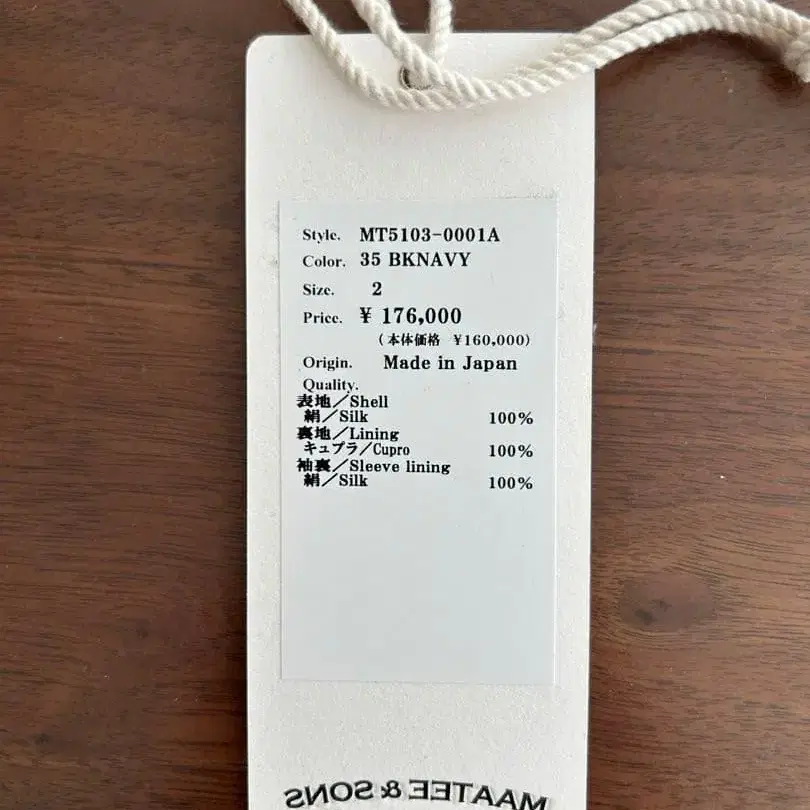 Style. MT5103-0001A
Color. 35 BKNAVY
Size. 2
Price. ¥ 176,000
(本体価格 ¥160,000)
Origin. Made in Japan
Quality.
表地/Shell
絹/Silk 100%
裏地/Lining
キュプラ/Cupro 100%
袖裏/Sleeve lining
絹/Silk 100%
MAATEE & SONS